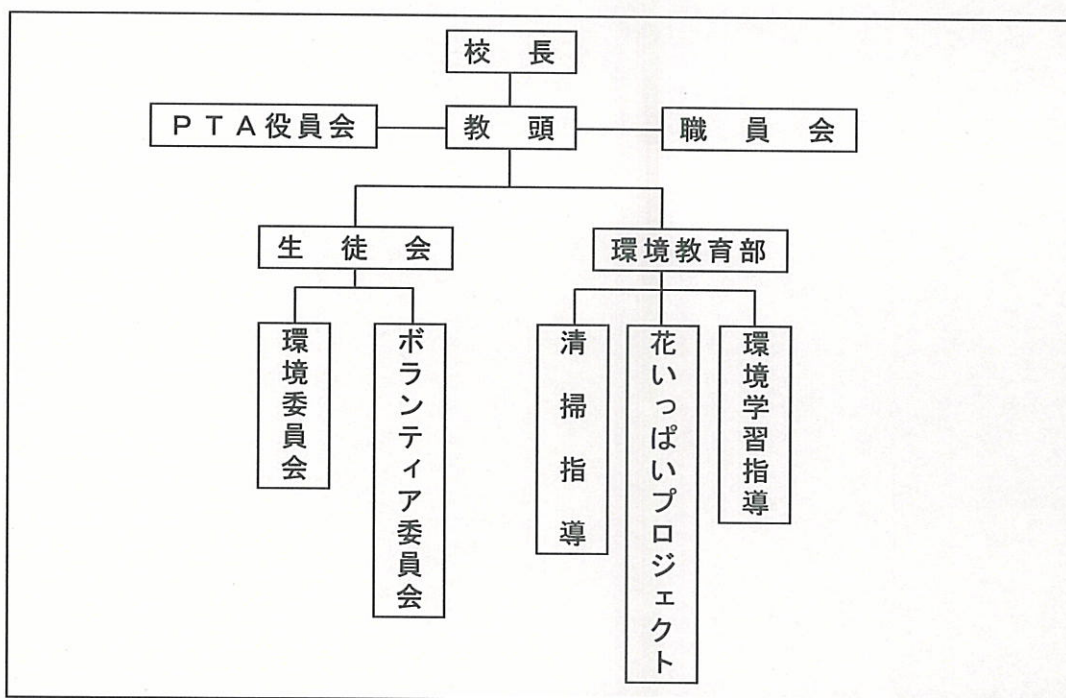 校長
PTA役員会
教頭
職員会
生徒会
環境教育部
環境委員会
ボランティア委員会
清掃指導
花いっぱいプロジェクト
環境学習指導